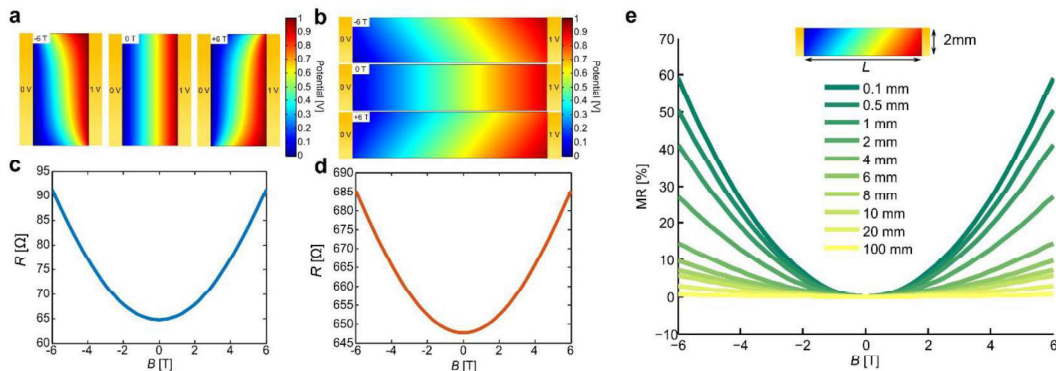 a
-6 T
0 T
+6 T
0 V
1 V
0 V
1 V
0 V
1 V
1
0.9
0.8
0.7
0.6
0.5
0.4
0.3
0.2
0.1
0
Potential [V]
b
-6 T
0 T
+6 T
0 V
1 V
0 V
1 V
0 V
1 V
1
0.9
0.8
0.7
0.6
0.5
0.4
0.3
0.2
0.1
0
Potential [V]
c
95
90
85
80
75
70
65
60
R [Ω]
-6 -4 -2 0 2 4 6
B [T]
d
690
685
680
675
670
665
660
655
650
645
R [Ω]
-6 -4 -2 0 2 4 6
B [T]
e
70
60
50
40
30
20
10
0
−10
MR [%]
2mm
L
0.1 mm
0.5 mm
1 mm
2 mm
4 mm
6 mm
8 mm
10 mm
20 mm
100 mm
−6 −4 −2 0 2 4 6
B [T]